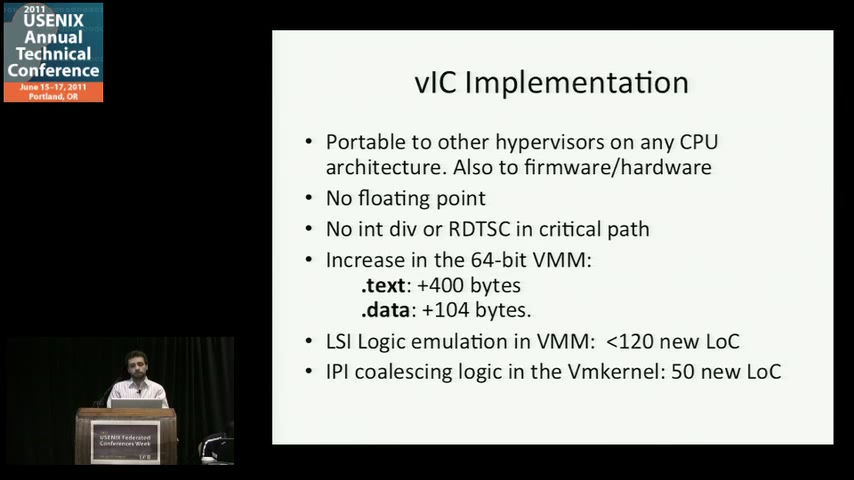 2011
USENIX
Annual
Technical
Conference
June 15–17, 2011
Portland, OR
vIC Implementation
• Portable to other hypervisors on any CPU
architecture. Also to firmware/hardware
• No floating point
• No int div or RDTSC in critical path
• Increase in the 64-bit VMM:
.text: +400 bytes
.data: +104 bytes.
• LSI Logic emulation in VMM: <120 new LoC
• IPI coalescing logic in the Vmkernel: 50 new LoC
USENIX Federated
Conferences Week